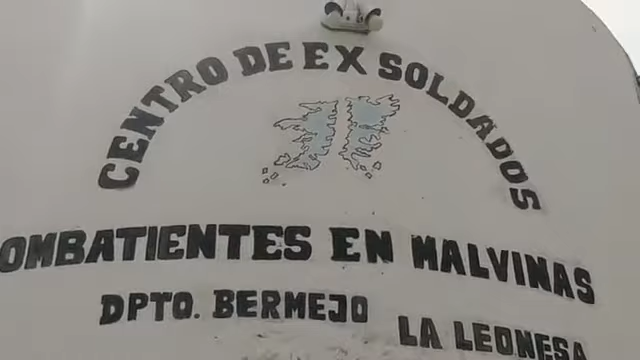 CENTRO DE EX SOLDADOS
OMBATIENTES EN MALVINAS
DPTO. BERMEJO
LA LEONESA